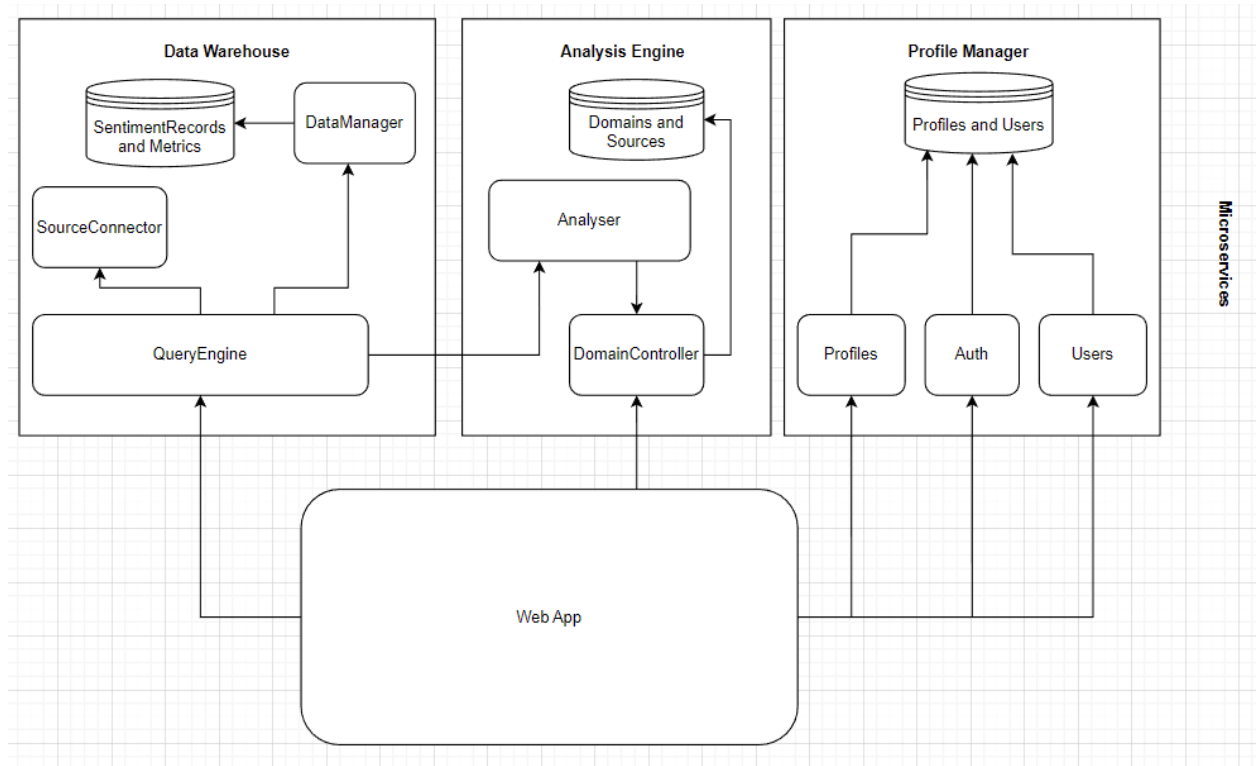 Data Warehouse
Analysis Engine
Profile Manager
SentimentRecords
and Metrics
DataManager
Domains and
Sources
Profiles and Users
SourceConnector
Analyser
Microservices
QueryEngine
DomainController
Profiles
Auth
Users
Web App